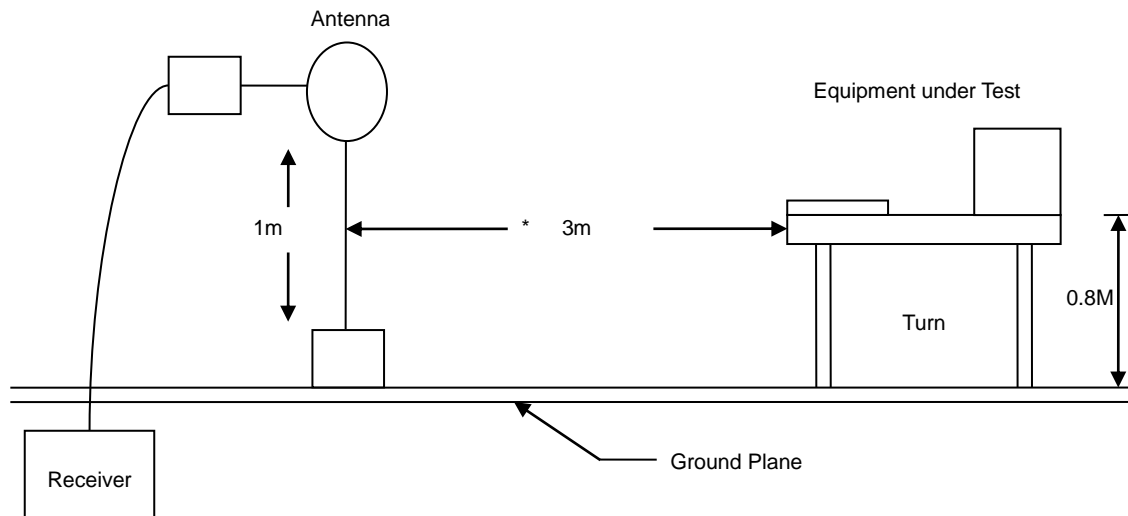 Antenna
Equipment under Test
1m
* 3m
0.8M
Turn
Ground Plane
Receiver